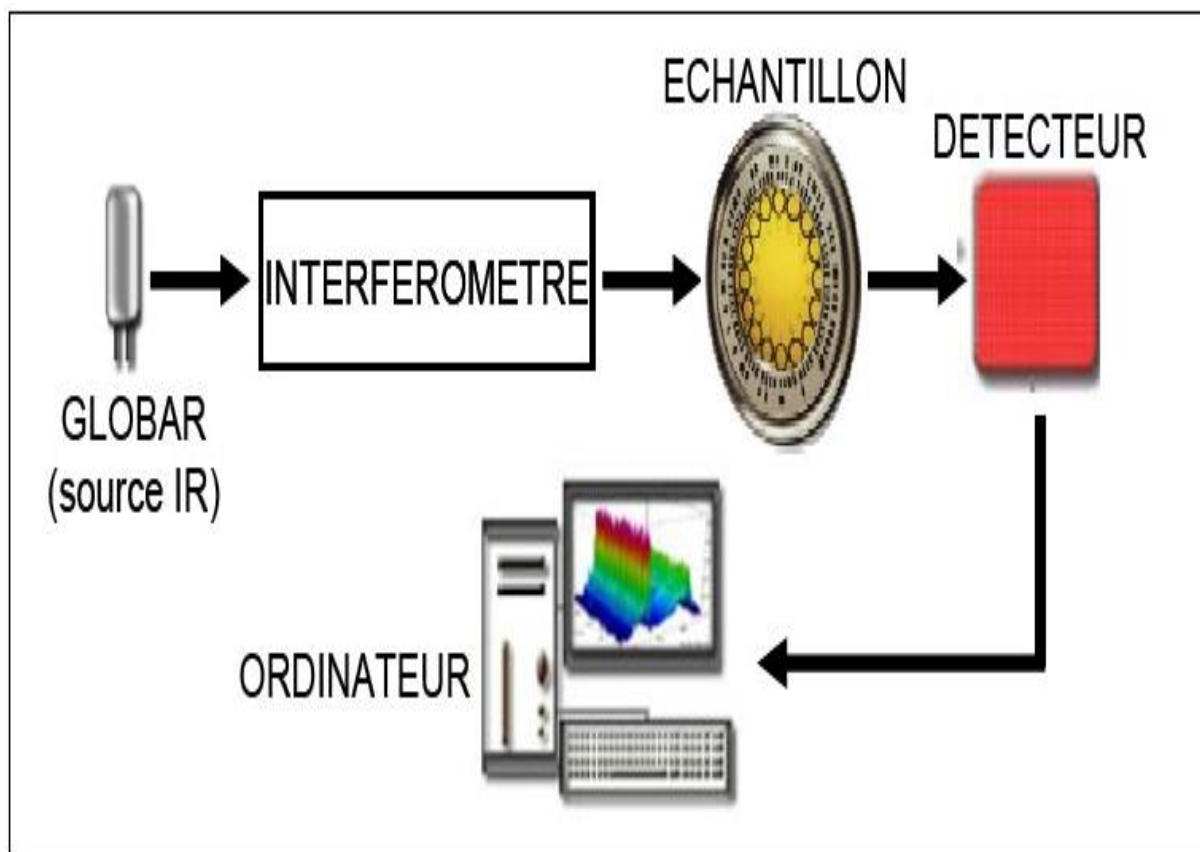 ECHANTILLON
DETECTEUR
INTERFEROMETRE
GLOBAR
(source IR)
ORDINATEUR